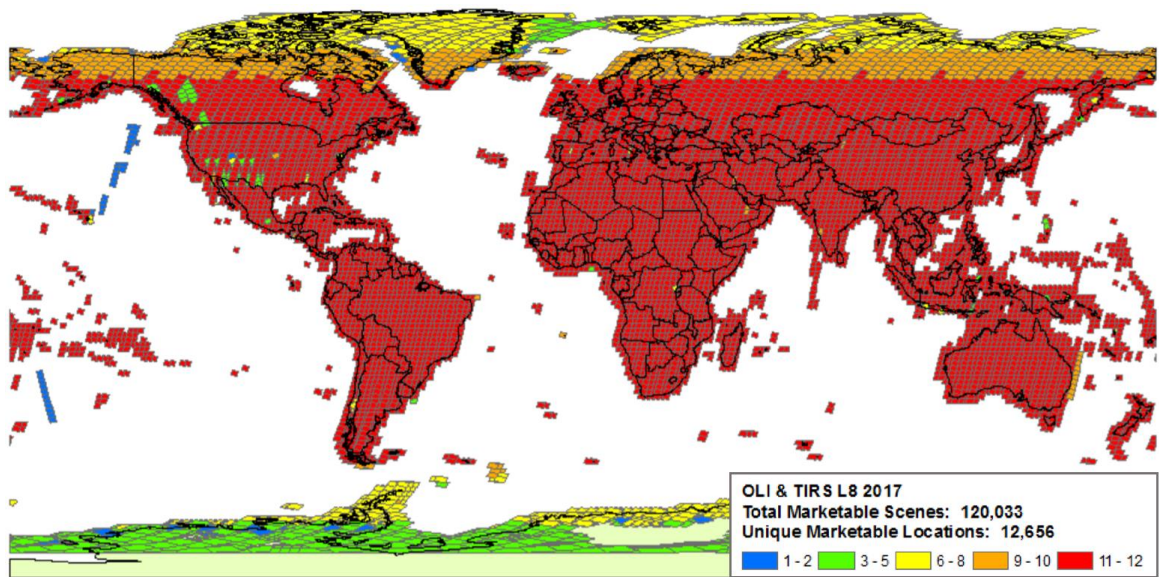 OLI & TIRS L8 2017
Total Marketable Scenes: 120,033
Unique Marketable Locations: 12,656
1 - 2 3 - 5 6 - 8 9 - 10 11 - 12